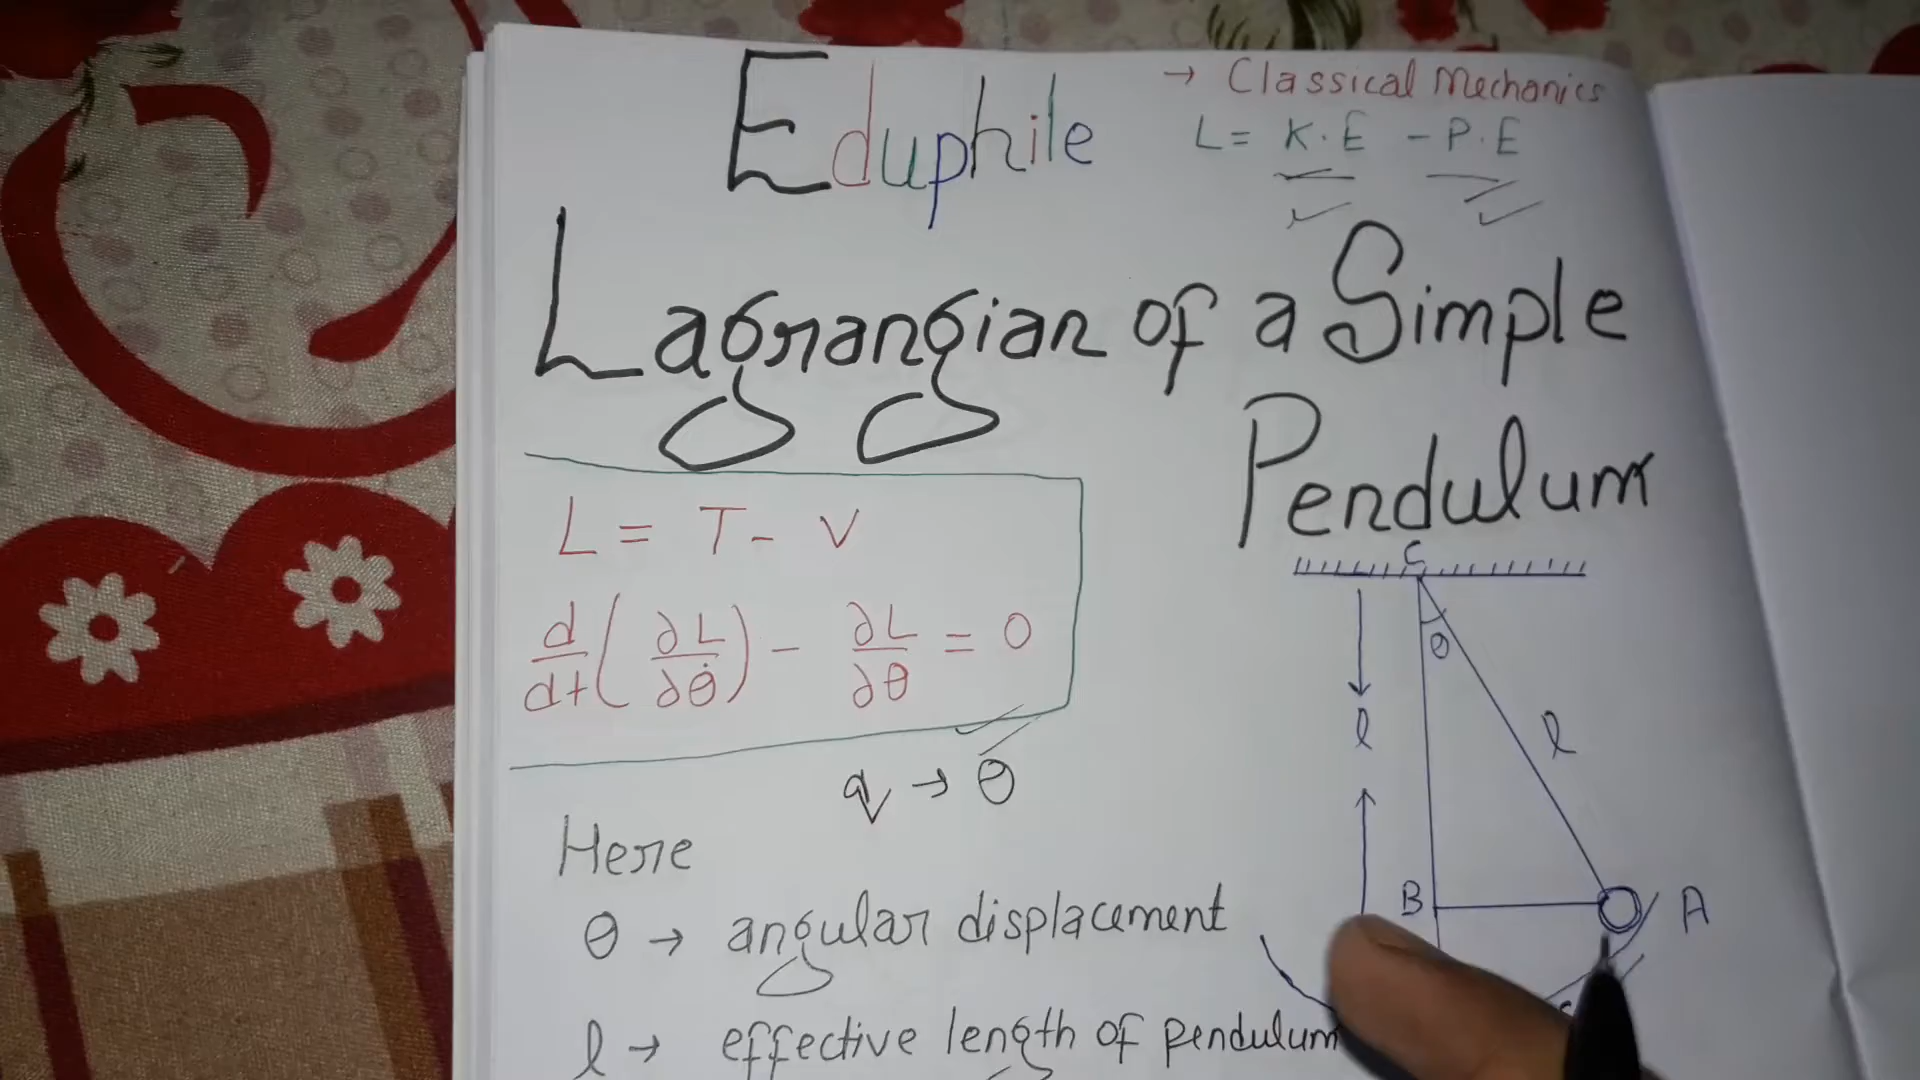 Eduphile
→ Classical Mechanics
L = K.E - P.E
Lagrangian of a Simple
Pendulum
L = T - V
d/dt (∂L/∂θ̇) - ∂L/∂θ = 0
q → θ
Here
θ → angular displacement
l → effective length of pendulum
C
θ
l
l
B
A